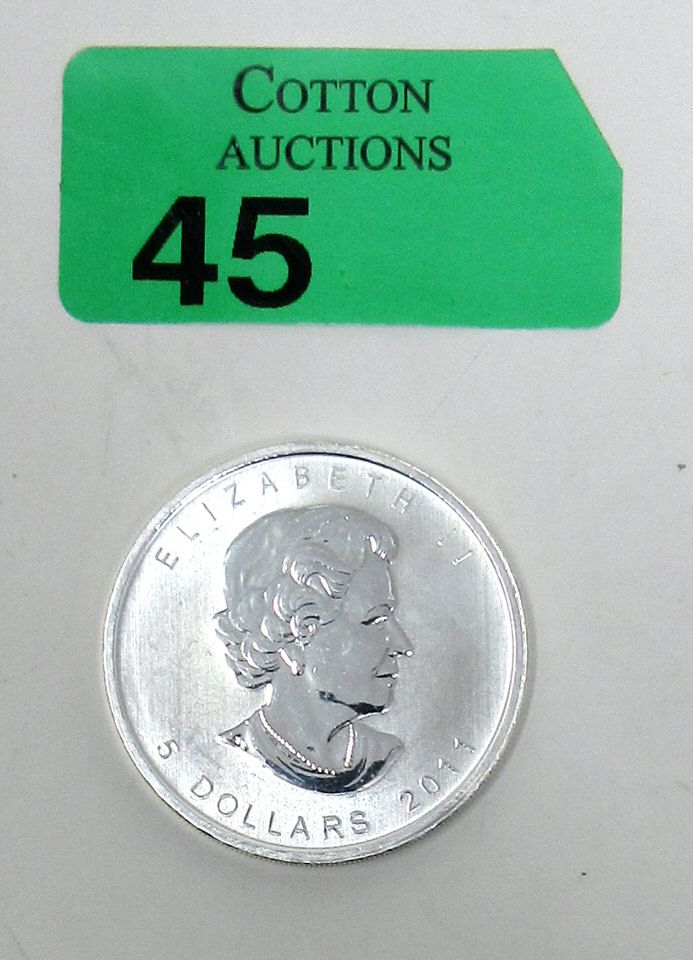 COTTON
AUCTIONS
45
ELIZABETH II
5 DOLLARS 2011